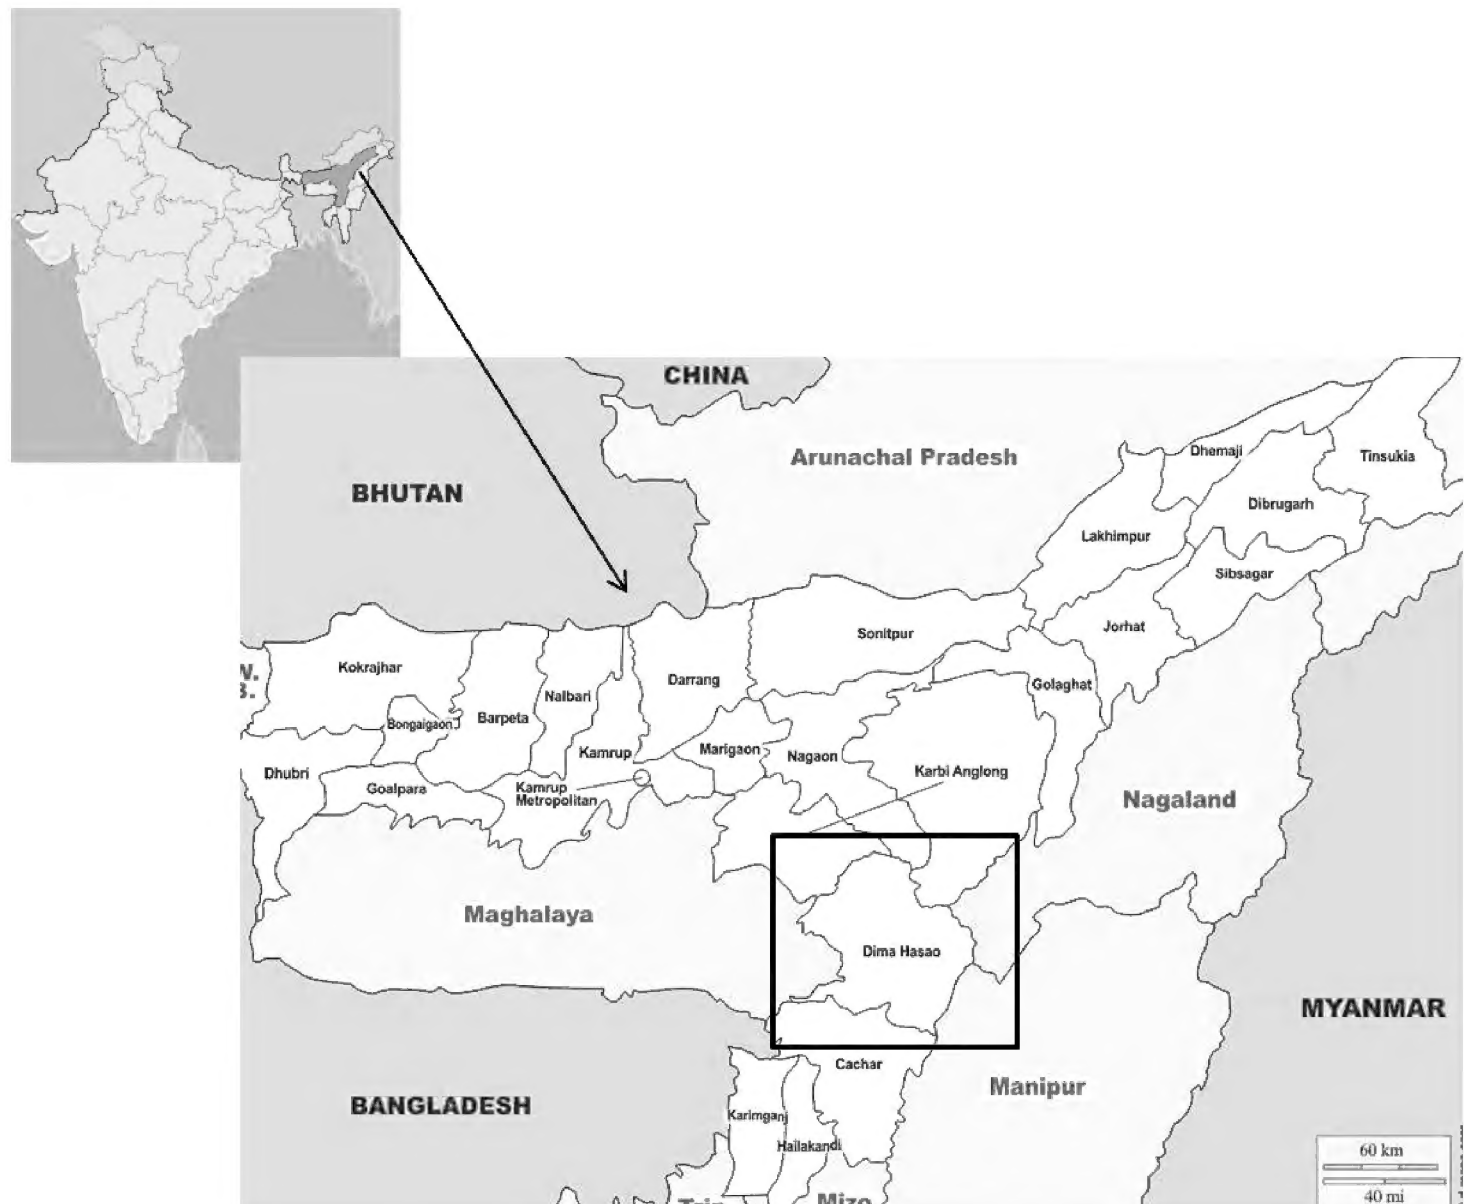 CHINA
Arunachal Pradesh
Dhemaji
Tinsukia
BHUTAN
Dibrugarh
Lakhimpur
Sibsagar
Jorhat
Sonitpur
Kokrajhar
Darrang
Golaghat
Nalbari
Bongaigaon
Barpeta
Kamrup
Marigaon
Nagaon
Dhubri
Karbi Anglong
Goalpara
Kamrup
Metropolitan
Nagaland
Maghalaya
Dima Hasao
MYANMAR
Cachar
Manipur
BANGLADESH
Karimganj
Hailakandi
60 km
40 mi
Mizo